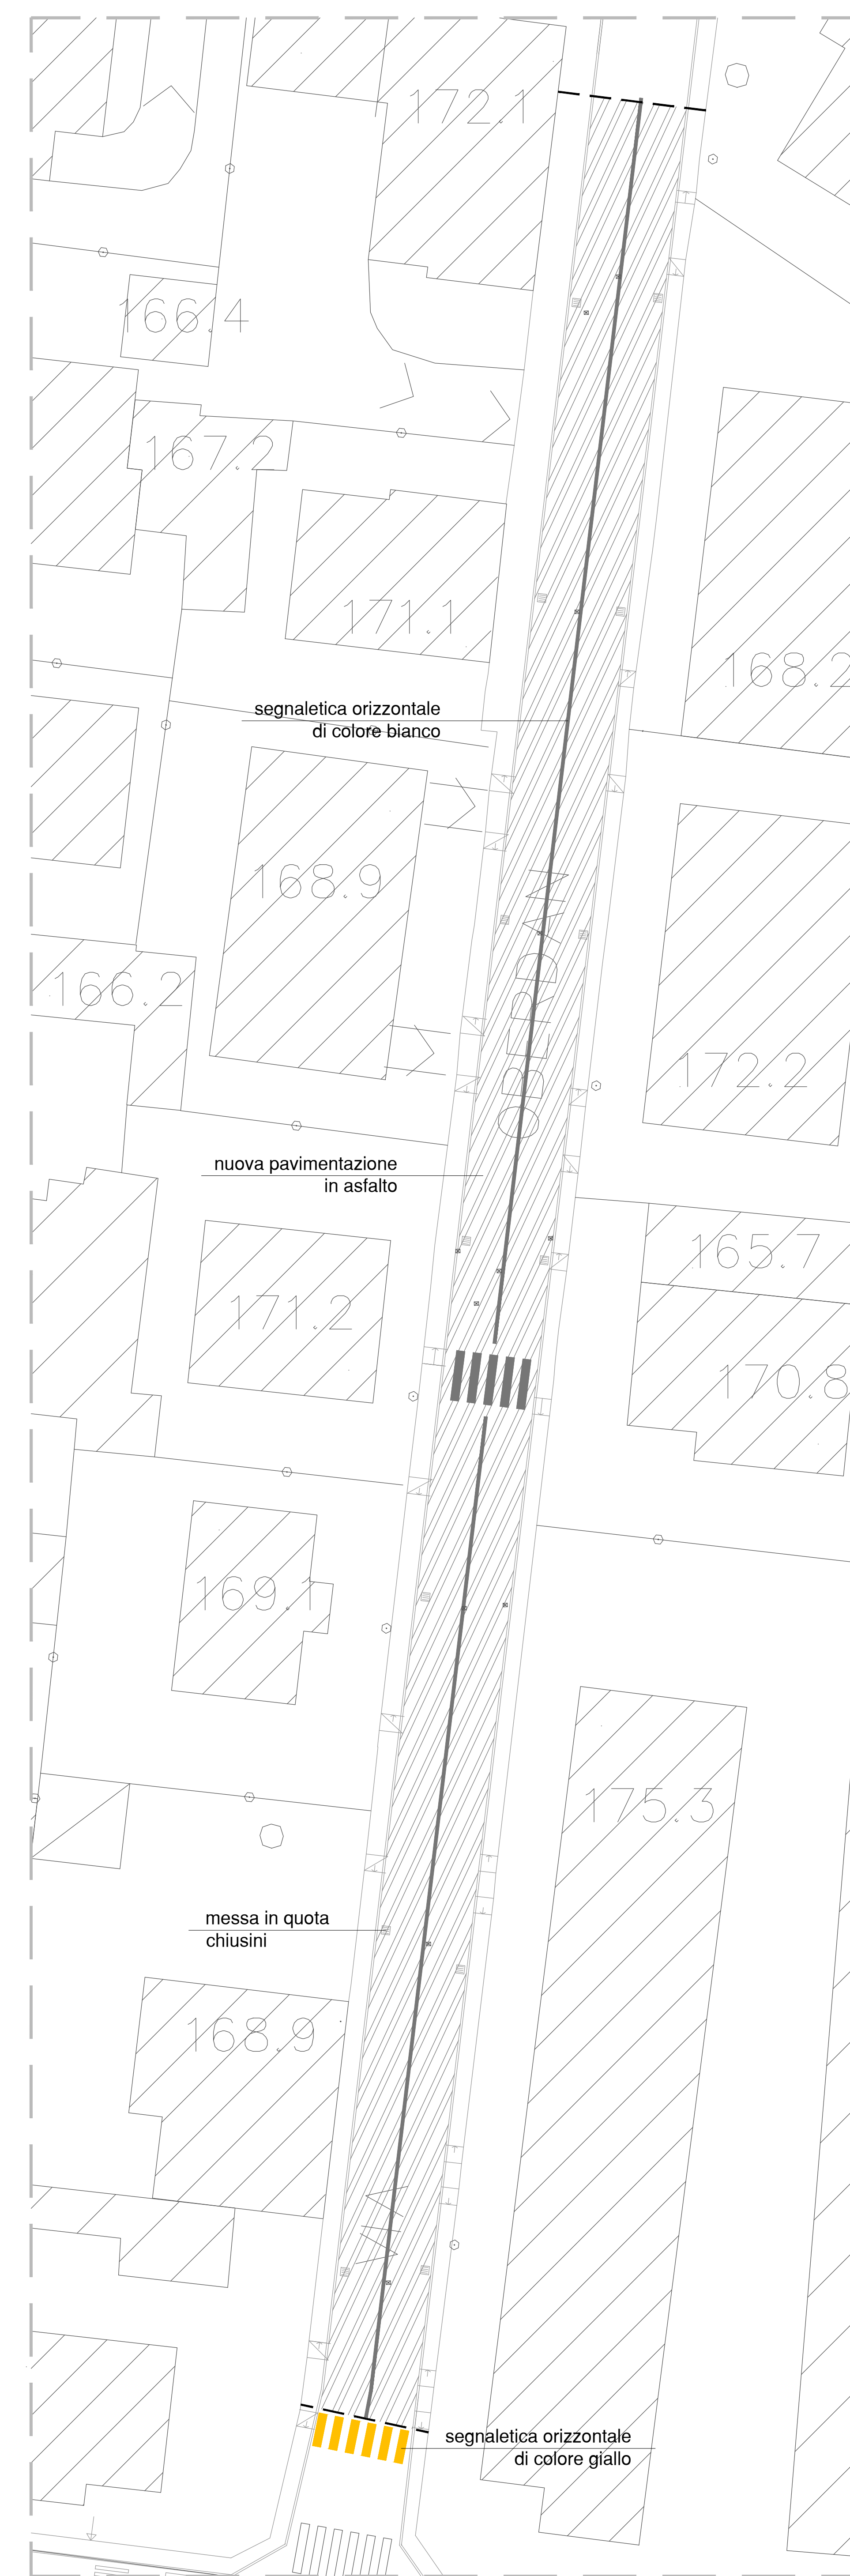 172.1
166.4
167.2
171.1
168.2
segnaletica orizzontale
di colore bianco
168.9
166.2
172.2
nuova pavimentazione
in asfalto
165.7
171.2
170.8
169.1
175.3
messa in quota
chiusini
168.9
VIA
segnaletica orizzontale
di colore giallo